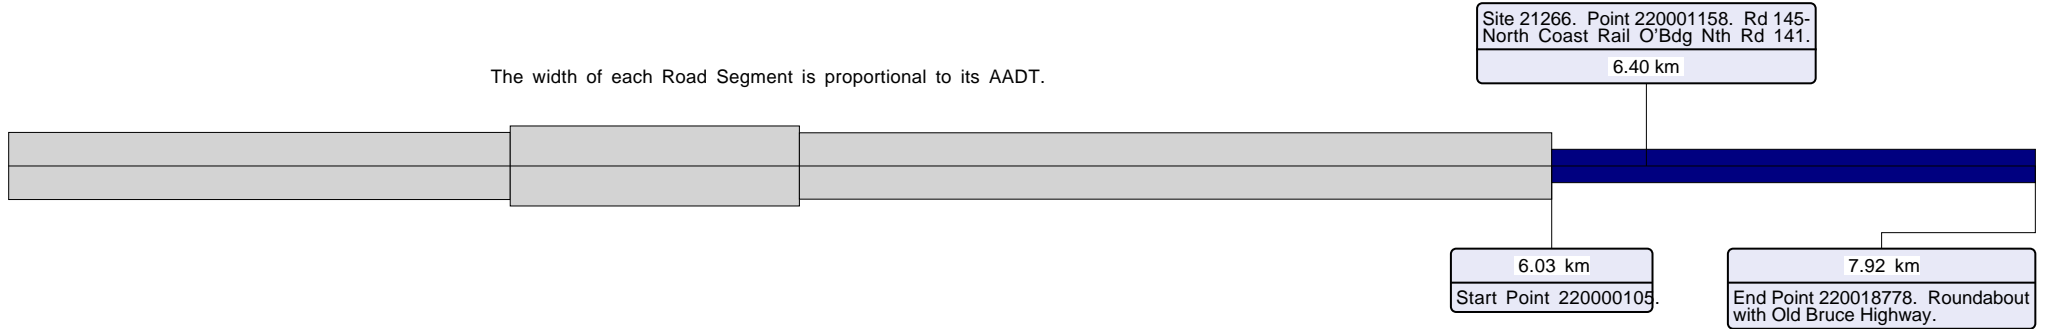 Site 21266. Point 220001158. Rd 145-
North Coast Rail O'Bdg Nth Rd 141.
6.40 km
The width of each Road Segment is proportional to its AADT.
6.03 km
Start Point 220000105.
7.92 km
End Point 220018778. Roundabout
with Old Bruce Highway.